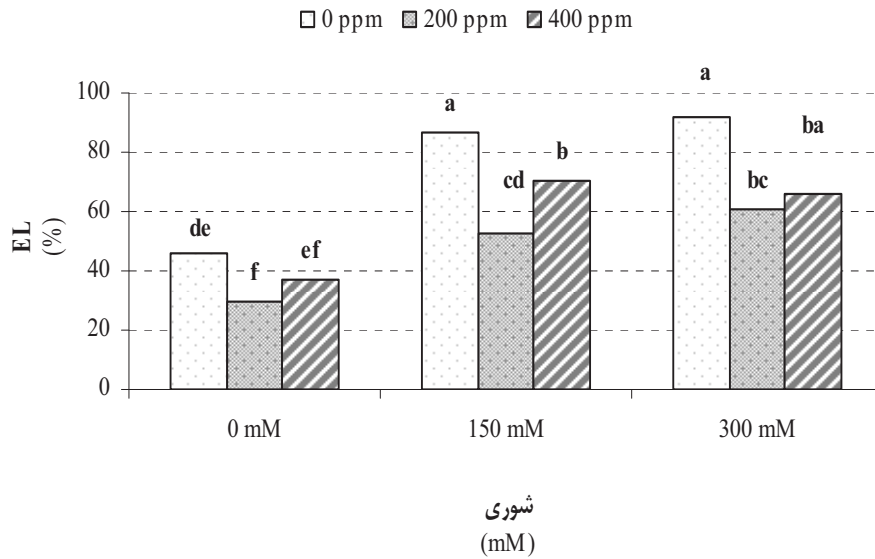 0 ppm 200 ppm 400 ppm
100
80
60
40
20
0
EL
(%)
de f ef
a cd b
a bc ba
0 mM 150 mM 300 mM
شوری
(mM)